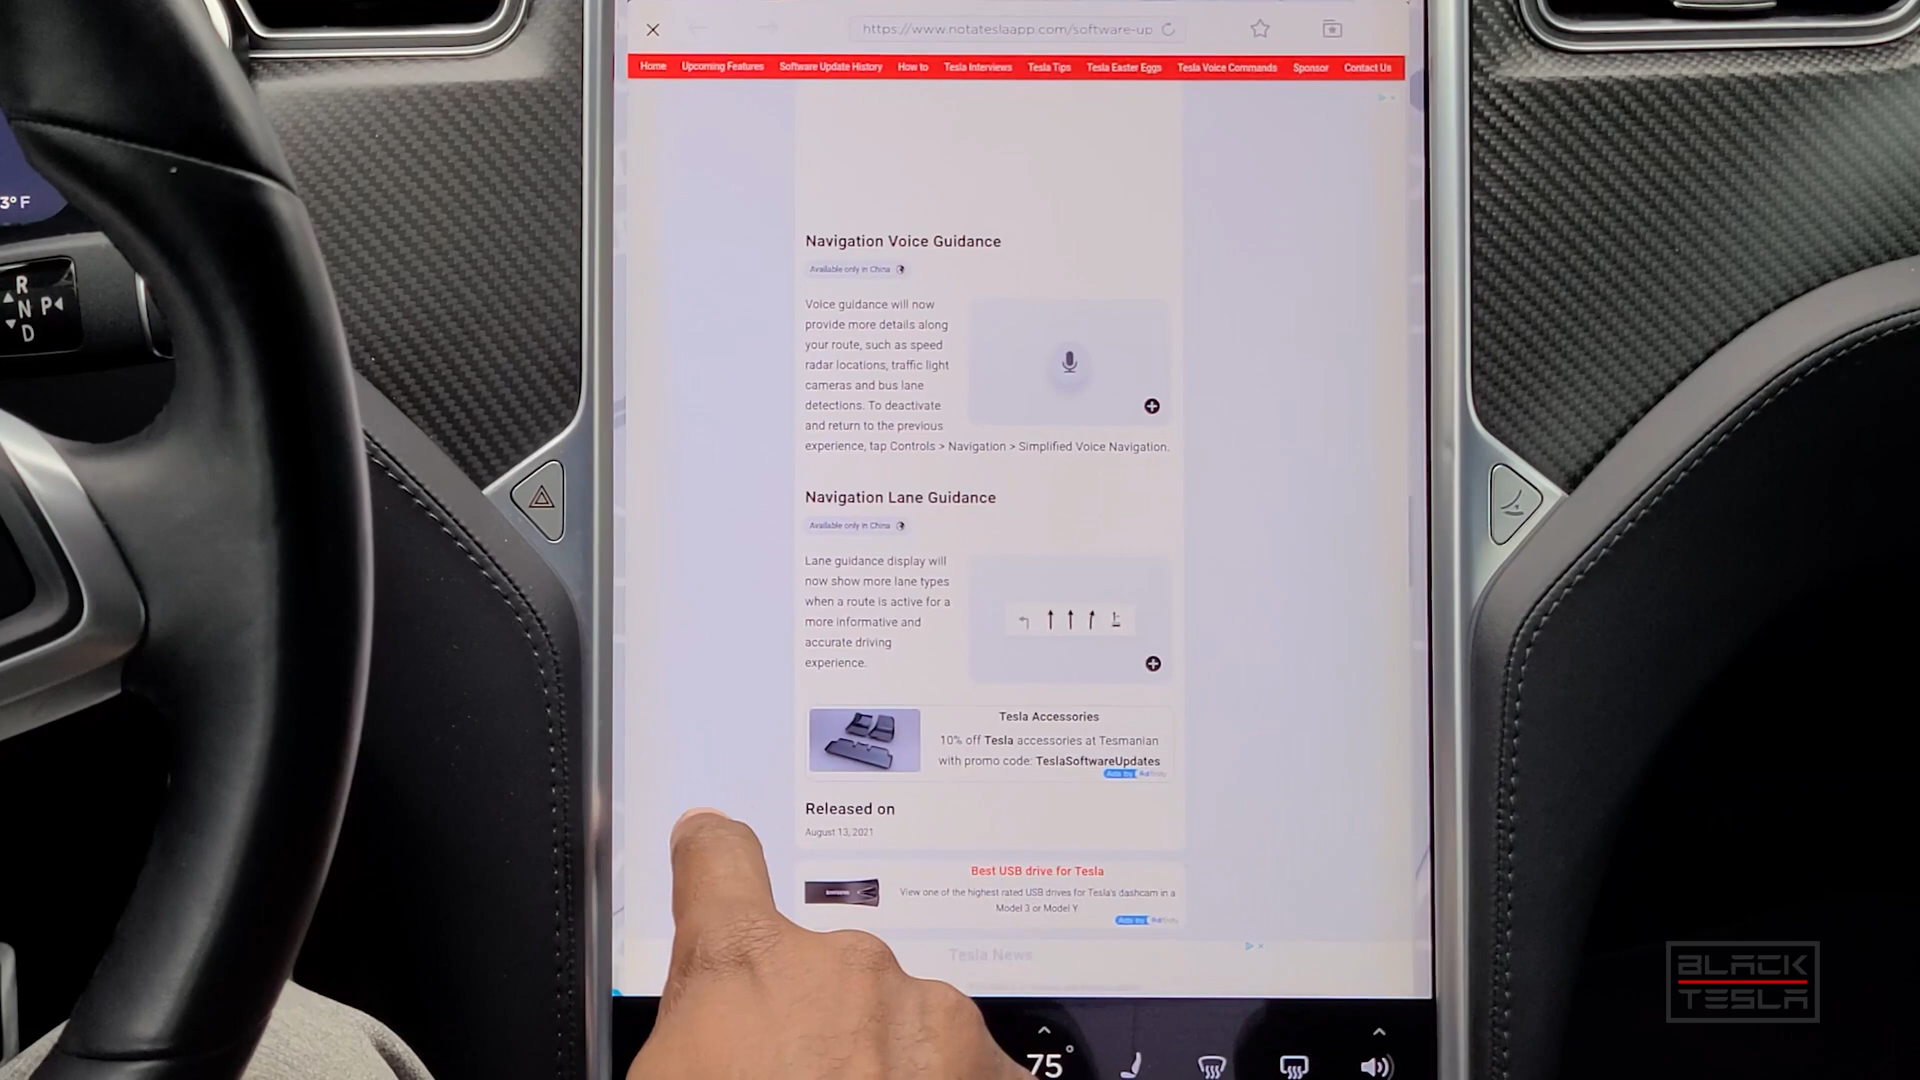 https://www.notateslaapp.com/software-up
Home Upcoming Features Software Update History How to Tesla Interviews Tesla Tips Tesla Easter Eggs Tesla Voice Commands Sponsor Contact Us
3° F
R
N P
D
Navigation Voice Guidance
Available only in China
Voice guidance will now
provide more details along
your route, such as speed
radar locations, traffic light
cameras and bus lane
detections. To deactivate
and return to the previous
experience, tap Controls > Navigation > Simplified Voice Navigation.
Navigation Lane Guidance
Available only in China
Lane guidance display will
now show more lane types
when a route is active for a
more informative and
accurate driving
experience.
Tesla Accessories
10% off Tesla accessories at Tesmanian
with promo code: TeslaSoftwareUpdates
Ads by
Released on
August 13, 2021
Best USB drive for Tesla
View one of the highest rated USB drives for Tesla's dashcam in a
Model 3 or Model Y
Ads by
Tesla News
75°
BLACK
TESLA